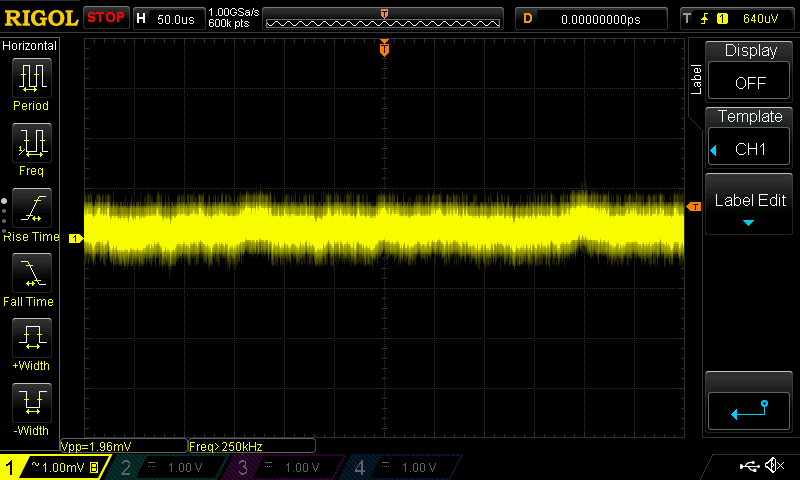 RIGOL STOP H 50.0us 1.00GSa/s 600k pts T D 0.00000000ps T 1 640uV
Horizontal
Period
Freq
Rise Time
Fall Time
+Width
-Width
T
T
1
Label
Display
OFF
Template
CH1
Label Edit
Vpp=1.96mV Freq>250kHz
1 ~ 1.00mV B 2 1.00 V 3 1.00 V 4 1.00 V